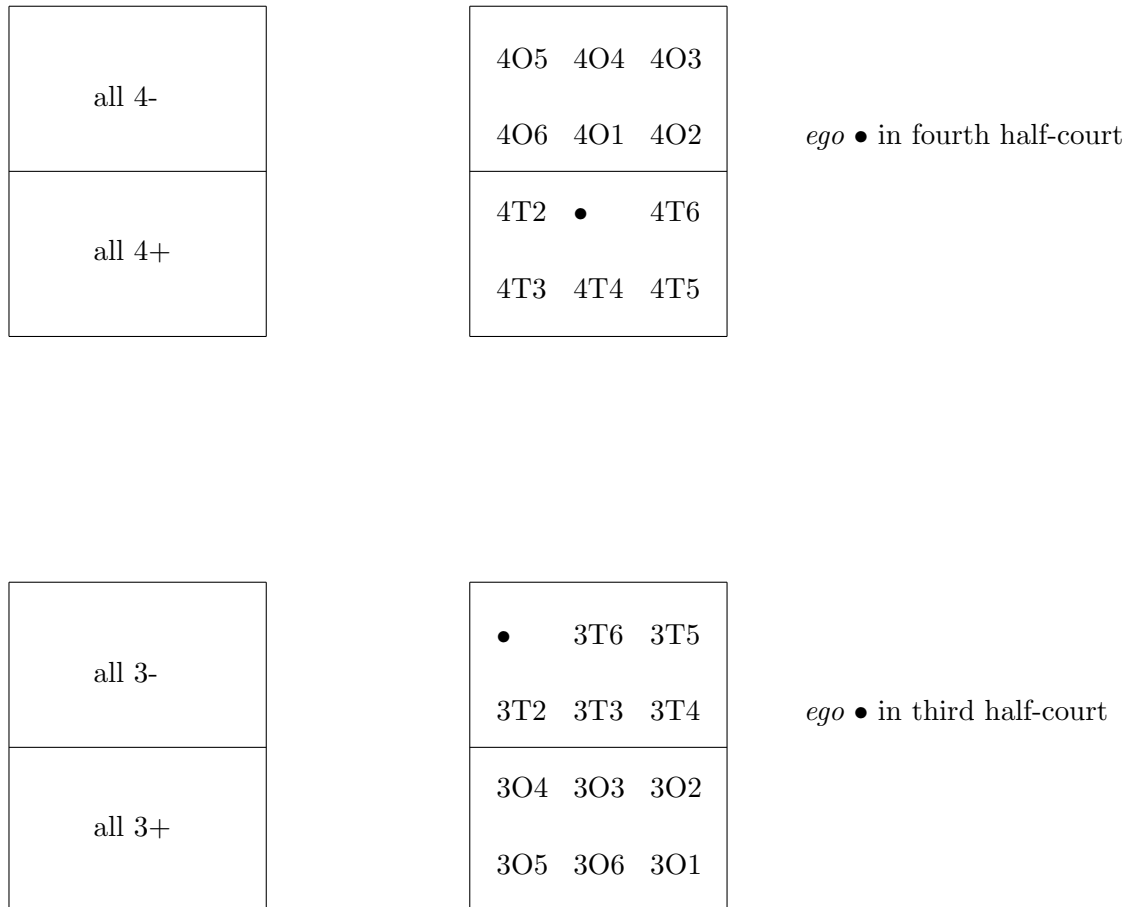 4O5 4O4 4O3
all 4-
4O6 4O1 4O2 ego • in fourth half-court
4T2 • 4T6
all 4+
4T3 4T4 4T5
• 3T6 3T5
all 3-
3T2 3T3 3T4 ego • in third half-court
3O4 3O3 3O2
all 3+
3O5 3O6 3O1